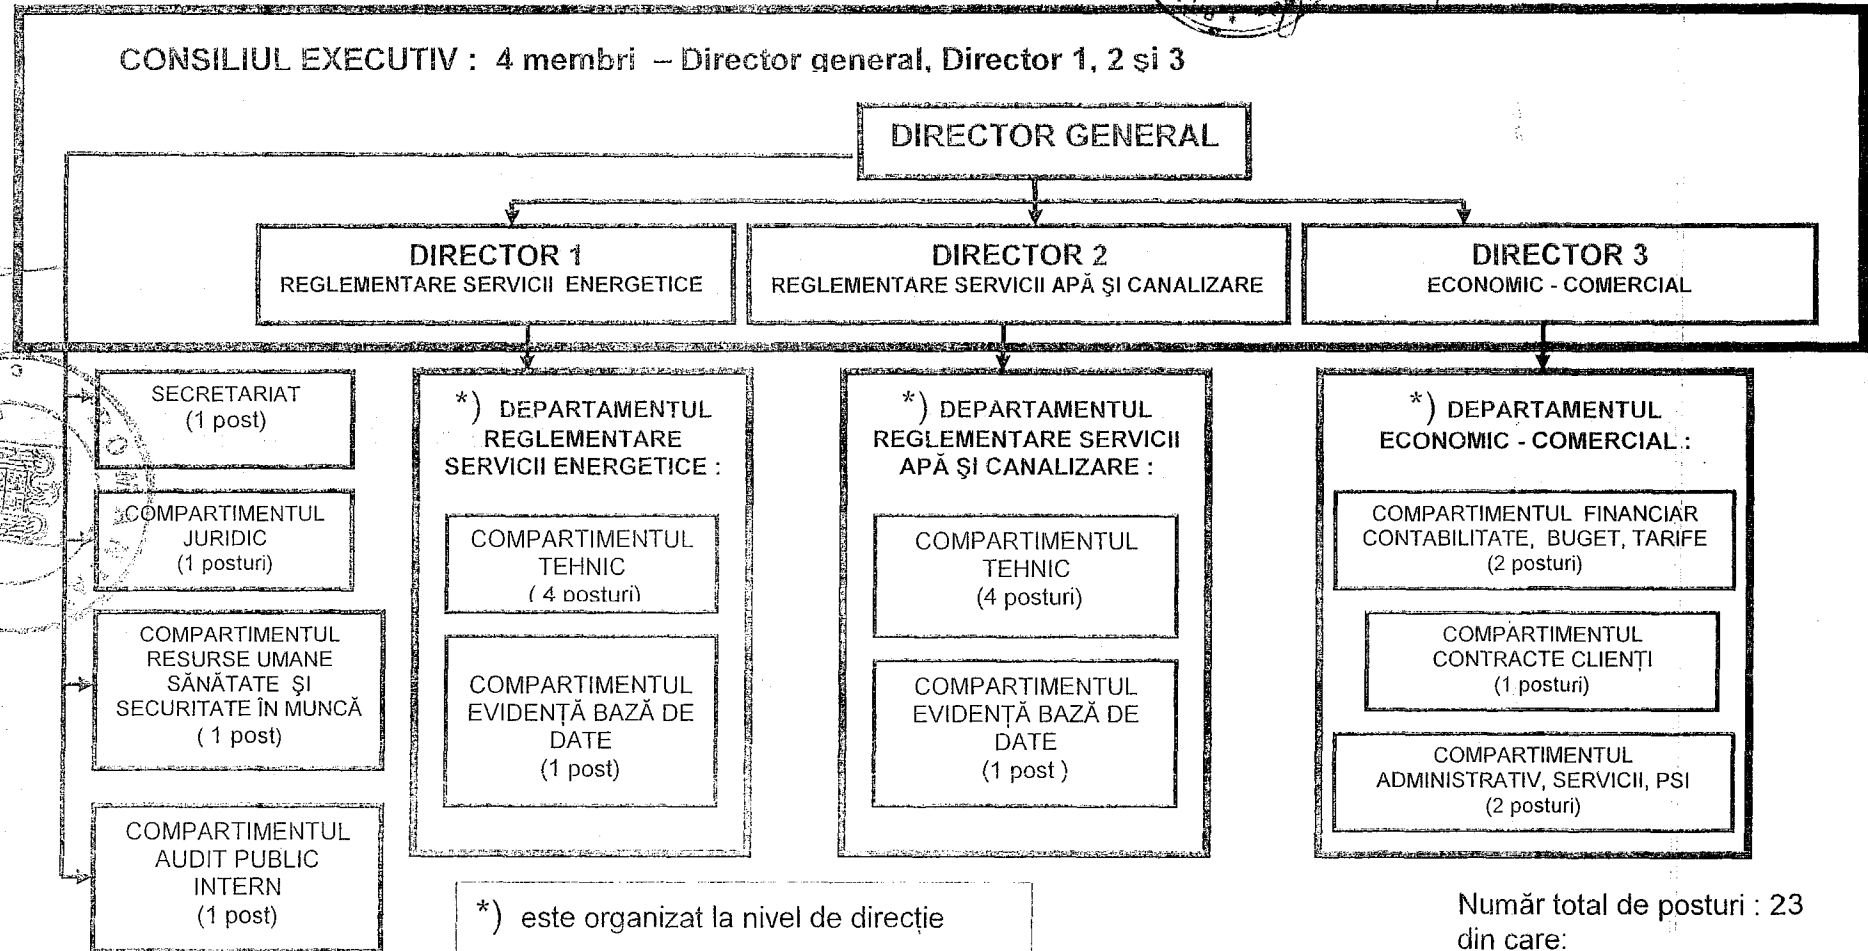 CONSILIUL EXECUTIV : 4 membri – Director general, Director 1, 2 și 3
DIRECTOR GENERAL
DIRECTOR 1
REGLEMENTARE SERVICII ENERGETICE
DIRECTOR 2
REGLEMENTARE SERVICII APĂ ŞI CANALIZARE
DIRECTOR 3
ECONOMIC - COMERCIAL
SECRETARIAT
(1 post)
COMPARTIMENTUL
JURIDIC
(1 posturi)
COMPARTIMENTUL
RESURSE UMANE
SĂNĂTATE ŞI
SECURITATE ÎN MUNCĂ
( 1 post)
COMPARTIMENTUL
AUDIT PUBLIC
INTERN
(1 post)
*) DEPARTAMENTUL
REGLEMENTARE
SERVICII ENERGETICE :
COMPARTIMENTUL
TEHNIC
( 4 posturi)
COMPARTIMENTUL
EVIDENȚĂ BAZĂ DE
DATE
(1 post)
*) DEPARTAMENTUL
REGLEMENTARE SERVICII
APĂ ŞI CANALIZARE :
COMPARTIMENTUL
TEHNIC
(4 posturi)
COMPARTIMENTUL
EVIDENȚĂ BAZĂ DE
DATE
(1 post )
*) DEPARTAMENTUL
ECONOMIC - COMERCIAL :
COMPARTIMENTUL FINANCIAR
CONTABILITATE, BUGET, TARIFE
(2 posturi)
COMPARTIMENTUL
CONTRACTE CLIENȚI
(1 posturi)
COMPARTIMENTUL
ADMINISTRATIV, SERVICII, PSI
(2 posturi)
*) este organizat la nivel de direcție
Număr total de posturi : 23
din care: